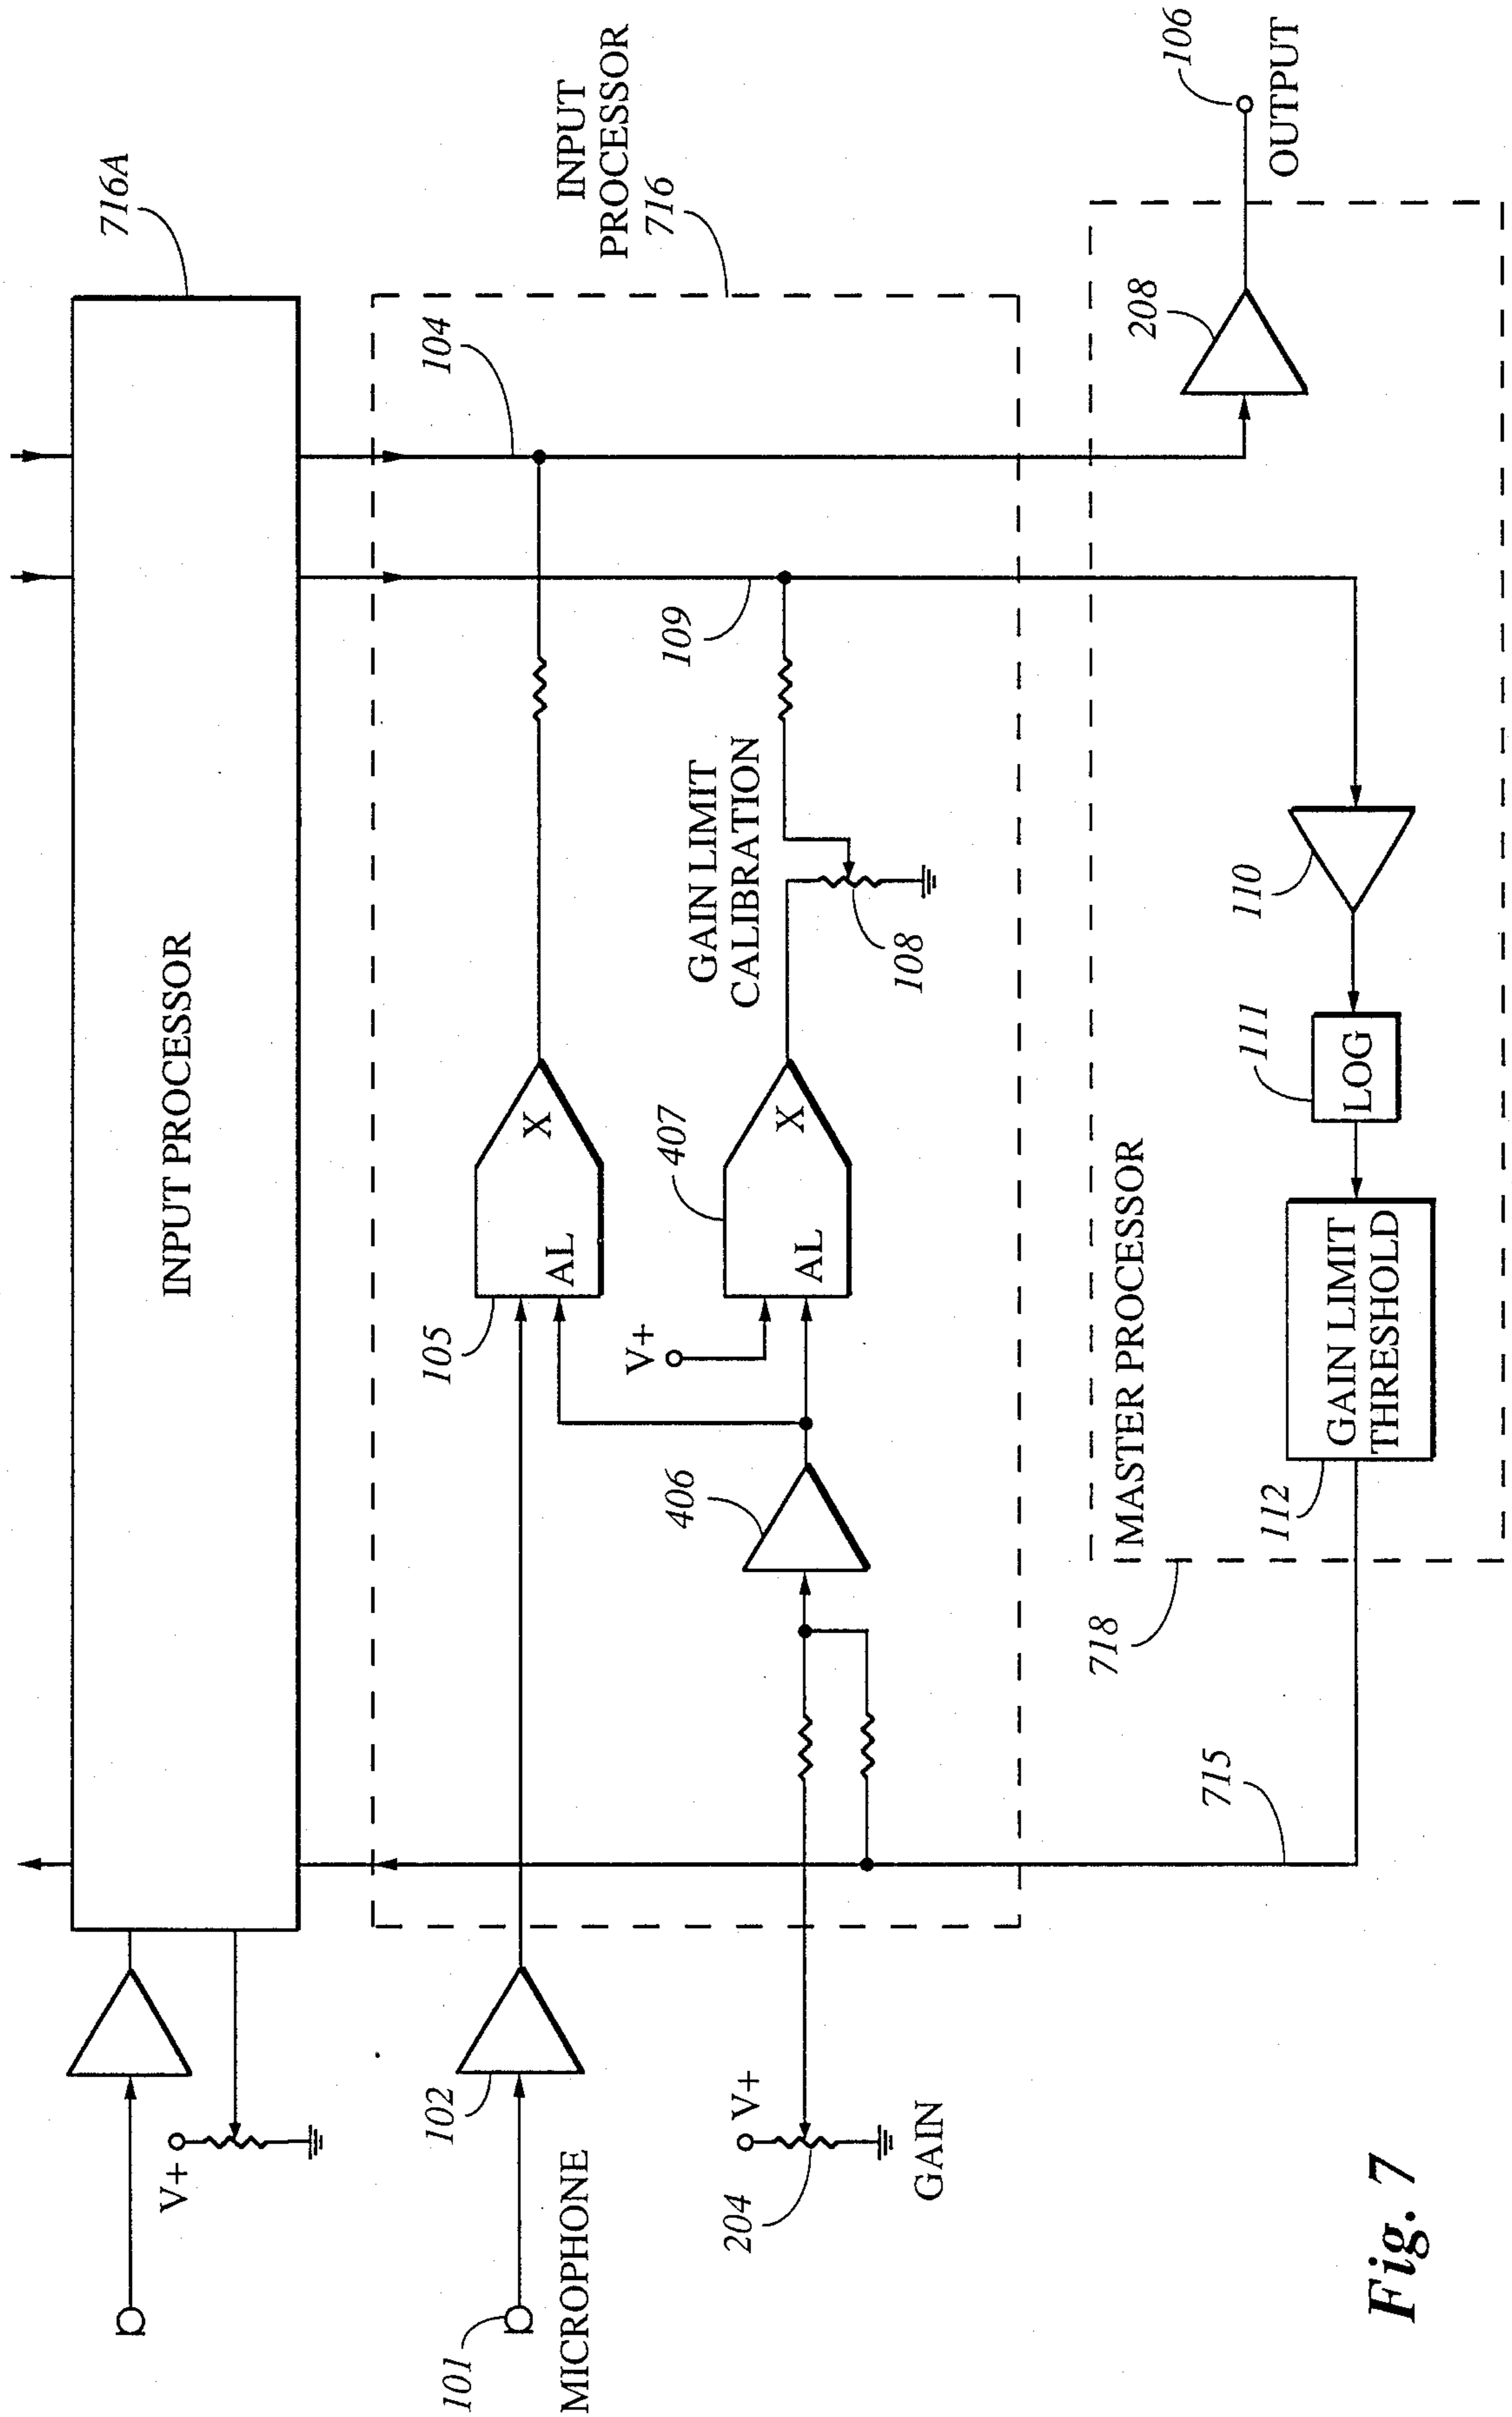 716A
INPUT PROCESSOR
V+
INPUT
PROCESSOR
716
104
105
AL
X
102
101
MICROPHONE
109
GAIN LIMIT
CALIBRATION
108
407
V+
AL
X
406
V+
204
GAIN
106
OUTPUT
208
MASTER PROCESSOR
718
110
111
LOG
GAIN LIMIT
THRESHOLD
112
715
Fig. 7